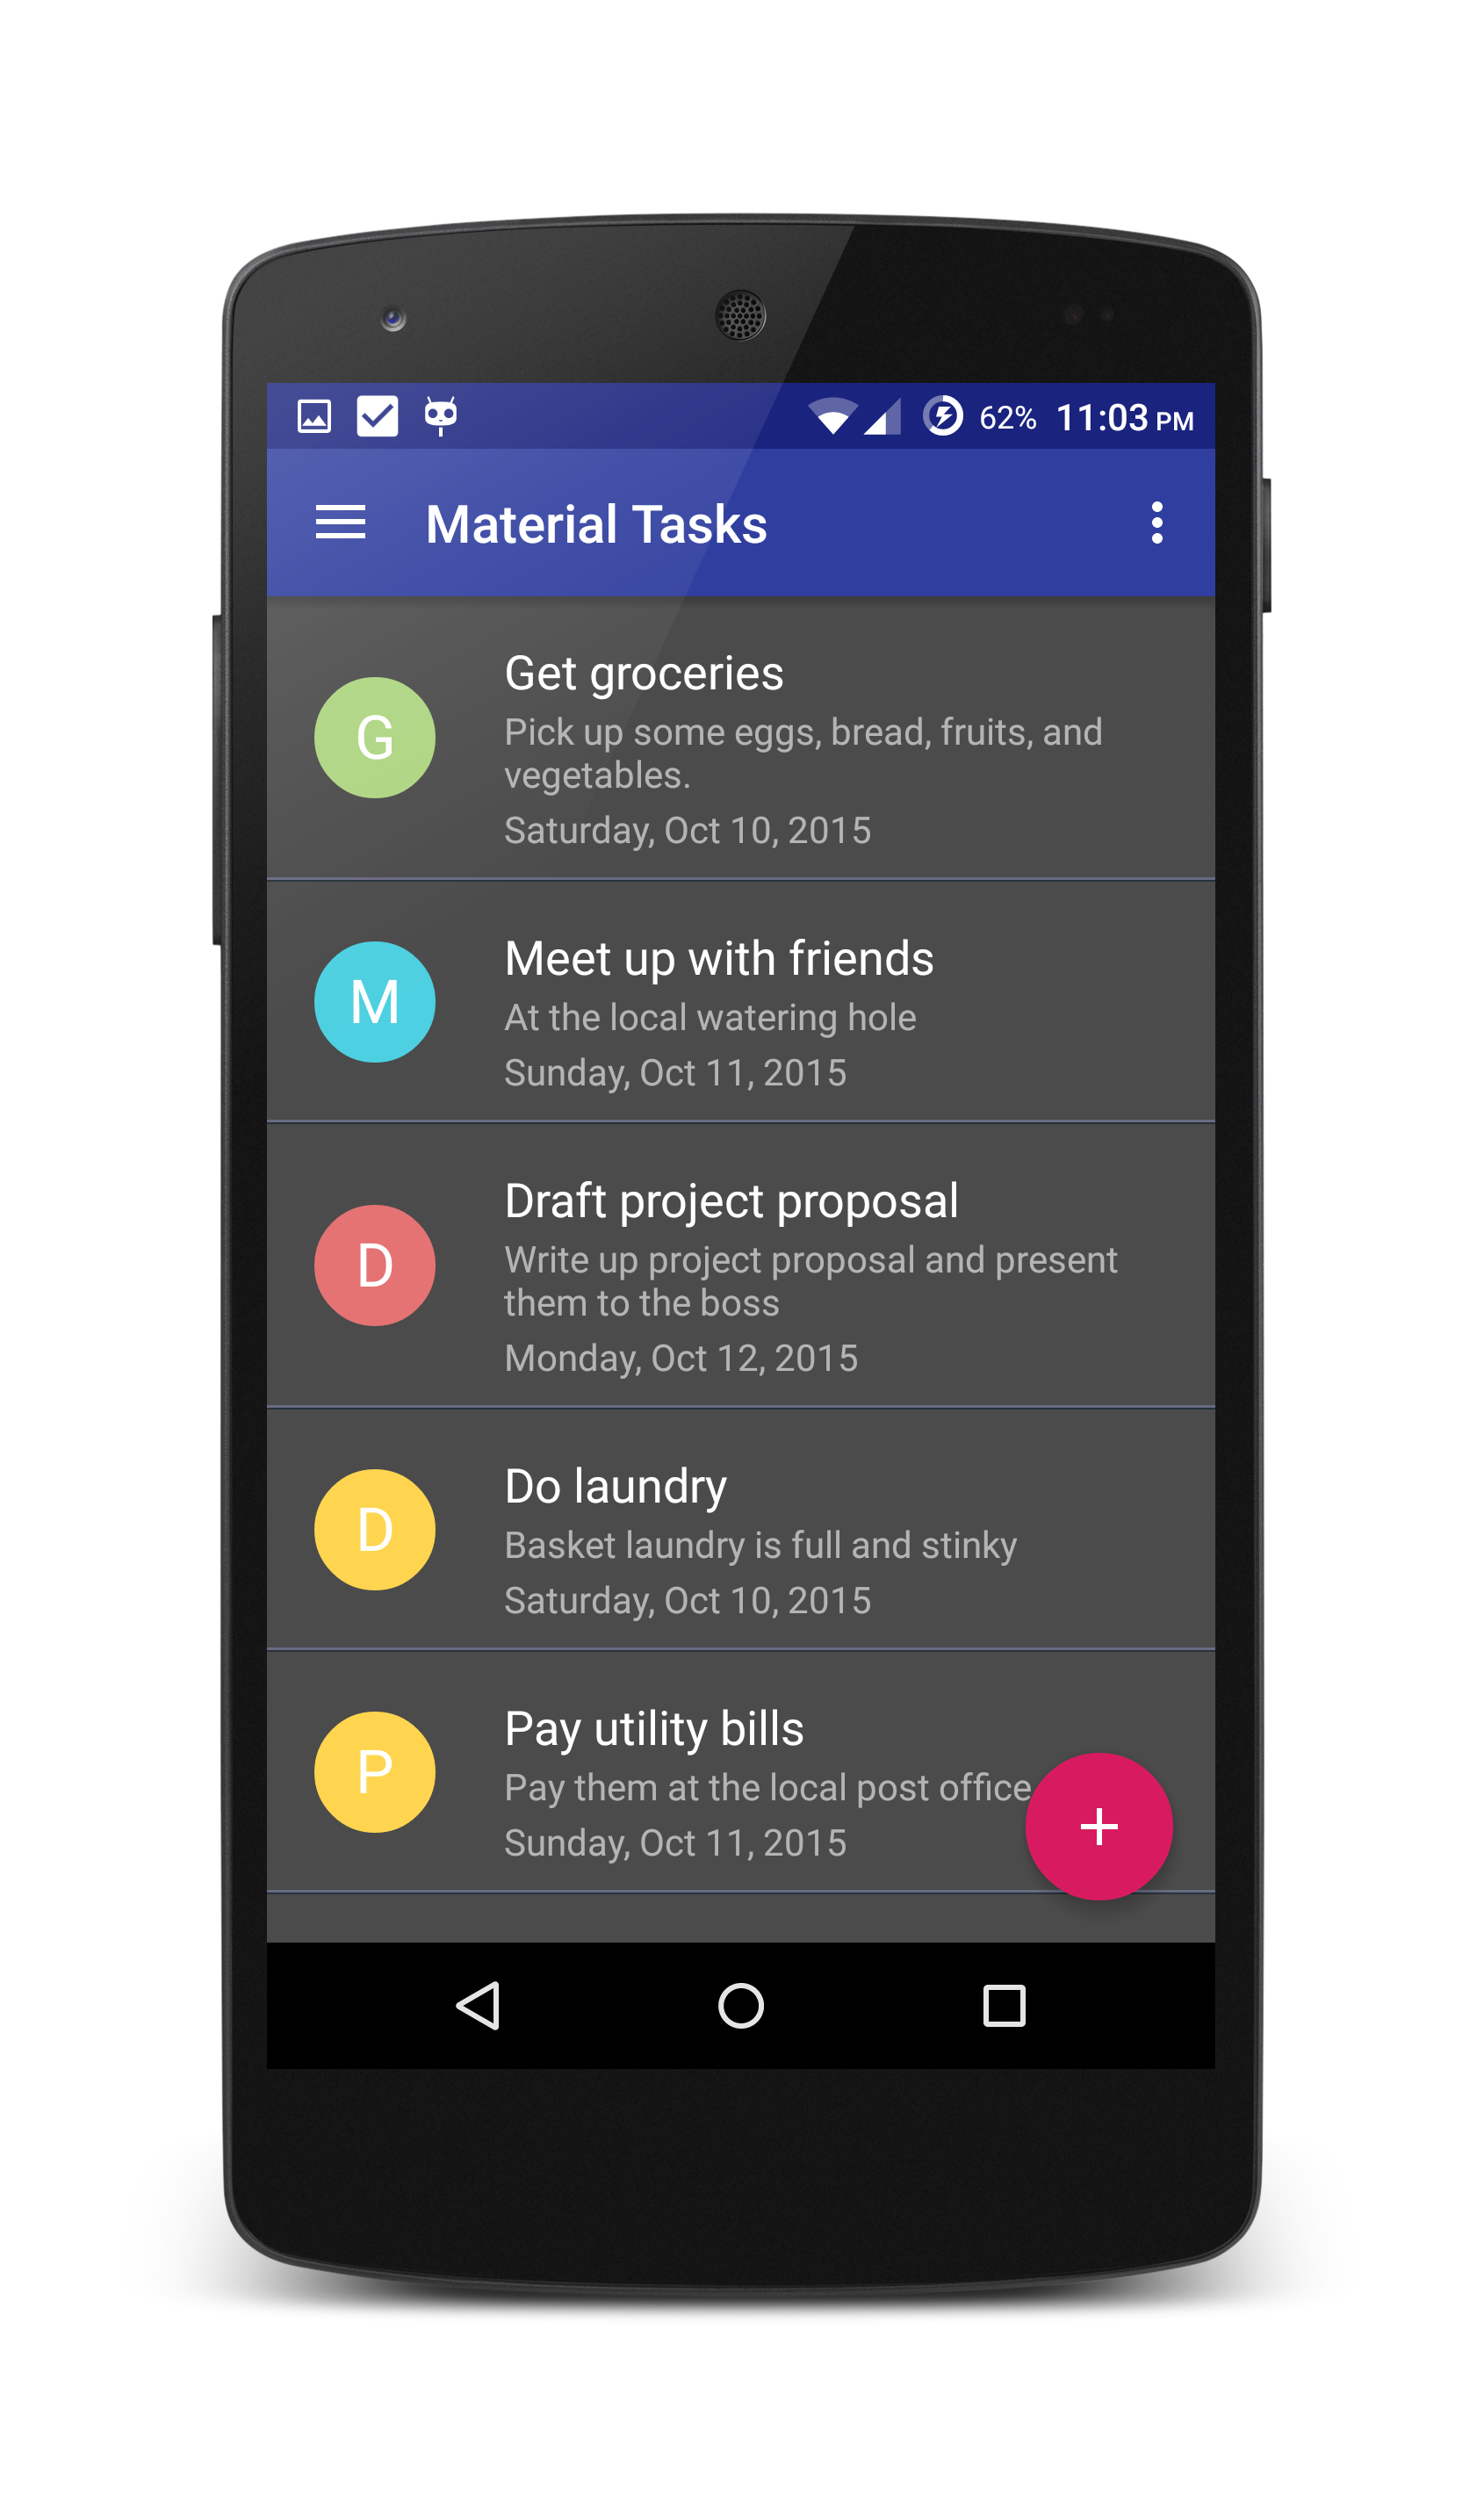 62% 11:03 PM
Material Tasks
G
Get groceries
Pick up some eggs, bread, fruits, and
vegetables.
Saturday, Oct 10, 2015
M
Meet up with friends
At the local watering hole
Sunday, Oct 11, 2015
D
Draft project proposal
Write up project proposal and present
them to the boss
Monday, Oct 12, 2015
D
Do laundry
Basket laundry is full and stinky
Saturday, Oct 10, 2015
P
Pay utility bills
Pay them at the local post office
Sunday, Oct 11, 2015
+